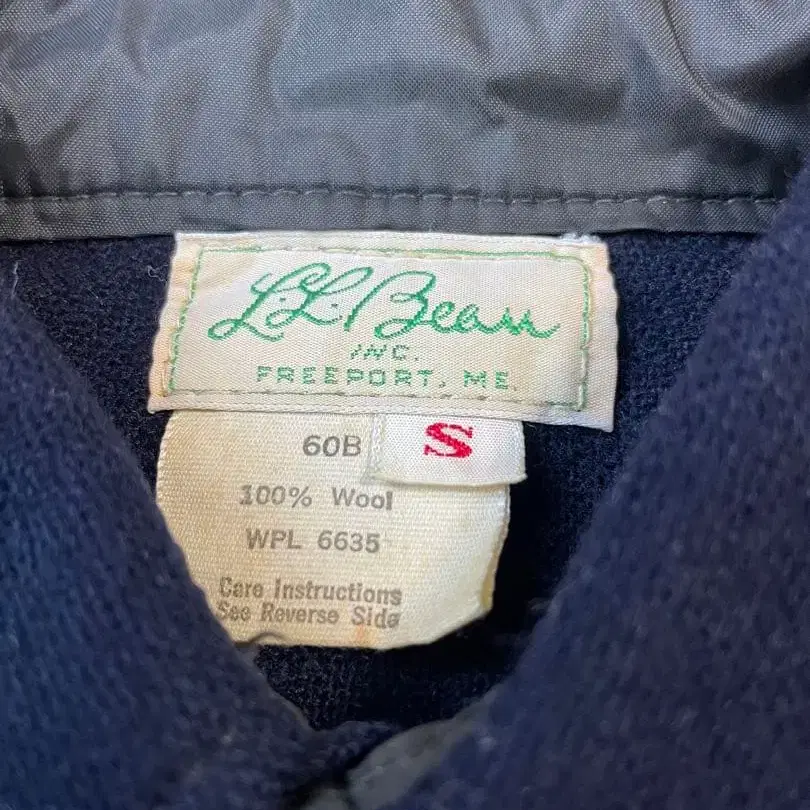 L.L.Bean
INC.
FREEPORT, ME.
60B
S
100% Wool
WPL 6635
Care Instructions
See Reverse Side